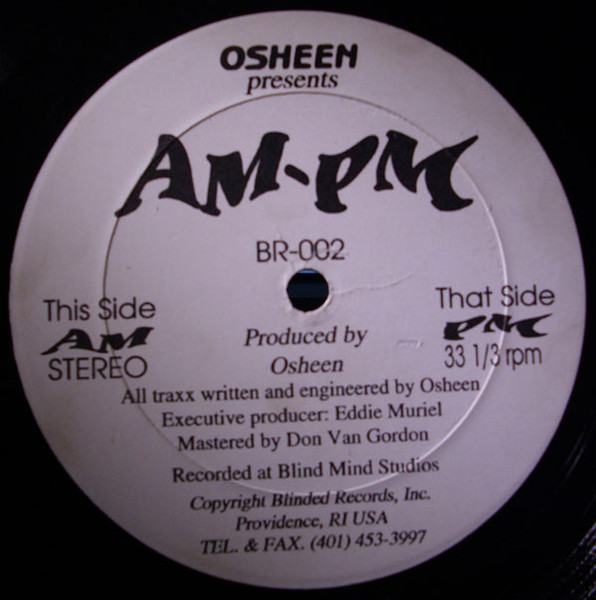 OSHEEN
presents
AM-PM
BR-002
This Side
AM
STEREO
That Side
PM
33 1/3 rpm
Produced by
Osheen
All traxx written and engineered by Osheen
Executive producer: Eddie Muriel
Mastered by Don Van Gordon
Recorded at Blind Mind Studios
Copyright Blinded Records, Inc.
Providence, RI USA
TEL. & FAX. (401) 453-3997